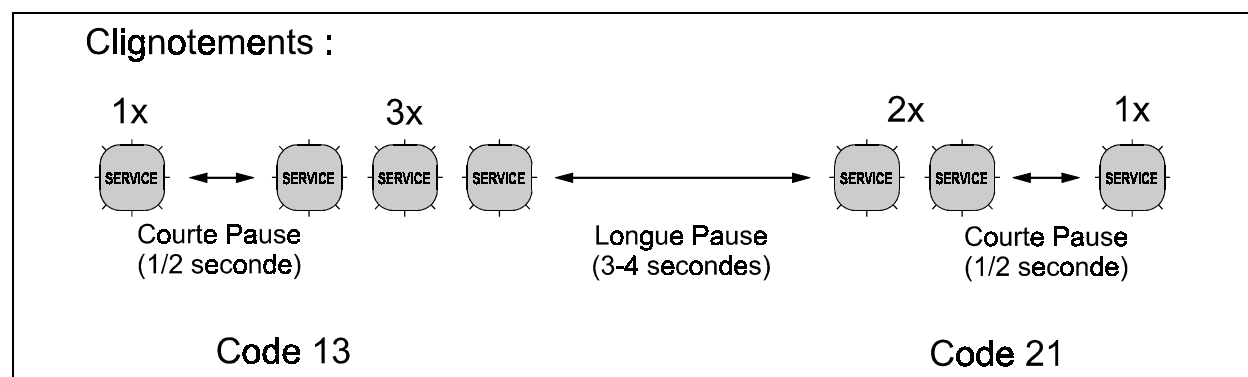 Clignotements :
1x 3x 2x 1x
SERVICE SERVICE SERVICE SERVICE SERVICE SERVICE SERVICE
Courte Pause
(1/2 seconde)
Longue Pause
(3-4 secondes)
Courte Pause
(1/2 seconde)
Code 13
Code 21